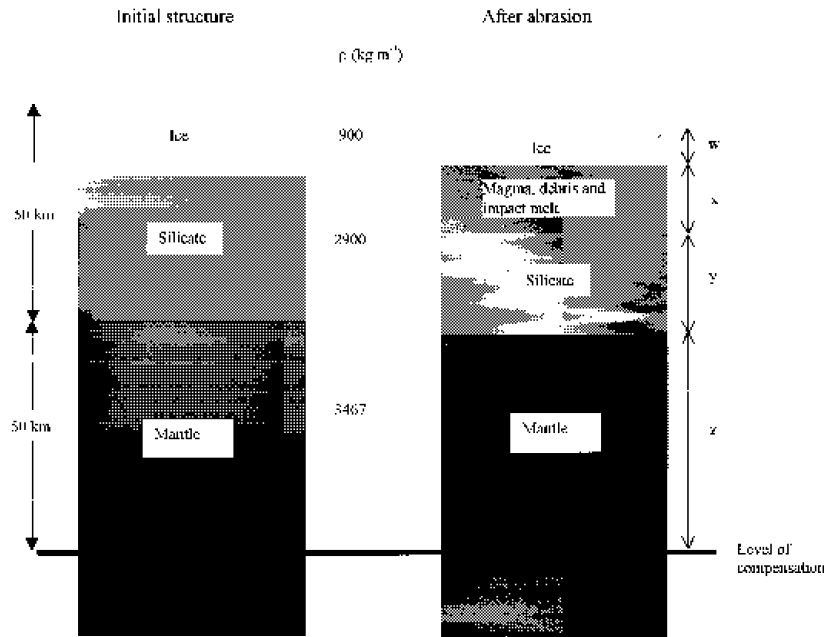 Initial structure
After abrasion
ρ (kg m⁻³)
Ice
900
Ice
w
Magma, debris and
impact melt
x
50 km
Silicate
2900
Silicate
y
50 km
Mantle
3467
Mantle
z
Level of
compensation